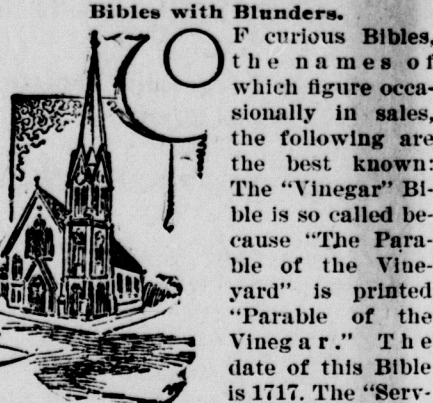 Bibles with Blunders.
OF curious Bibles,
the names of
which figure occa-
sionally in sales,
the following are
the best known:
The "Vinegar" Bi-
ble is so called be-
cause "The Para-
ble of the Vine-
yard" is printed
"Parable of the
Vinegar." The
date of this Bible
is 1717. The "Serv-